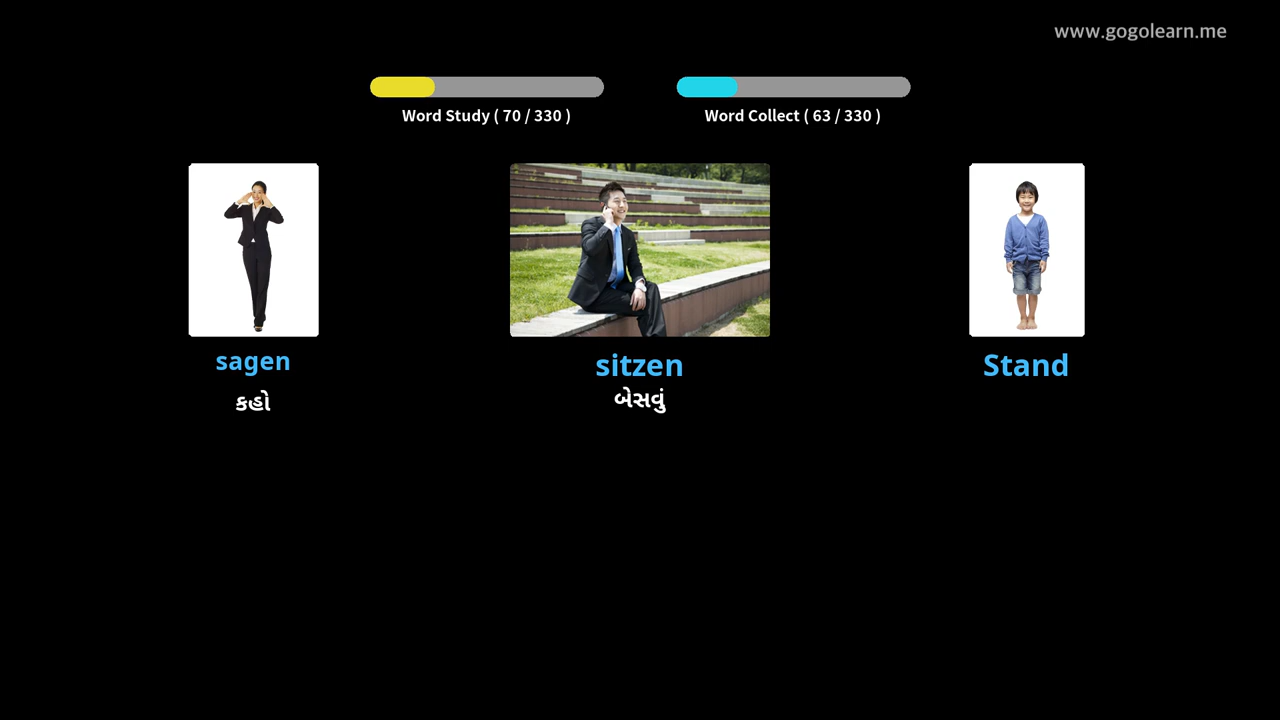 www.gogolearn.me
Word Study ( 70 / 330 )
Word Collect ( 63 / 330 )
sagen
sitzen
Stand
કહો
બેસવું